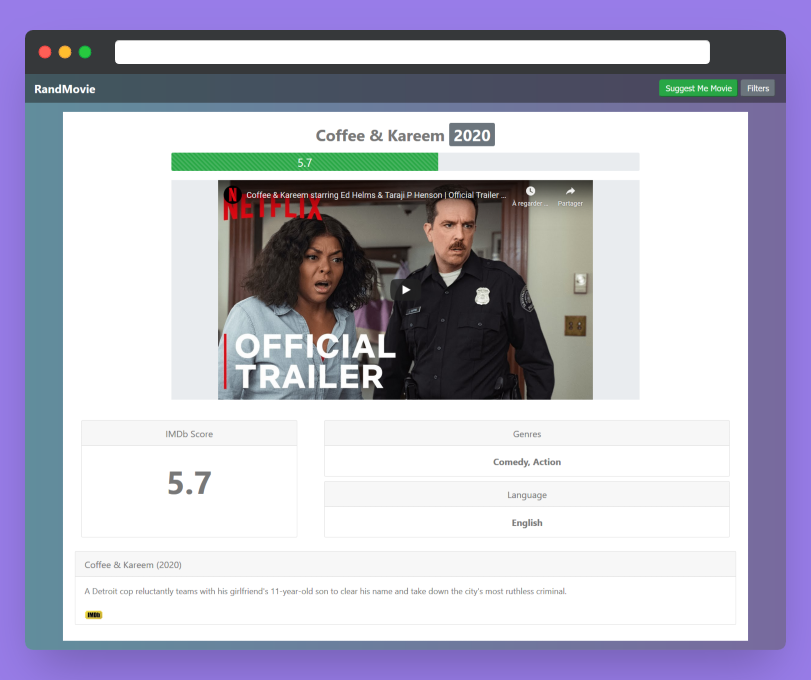 RandMovie
Suggest Me Movie
Filters
Coffee & Kareem 2020
5.7
N
Coffee & Kareem starring Ed Helms & Taraji P Henson | Official Trailer ...
À regarder ...
Partager
NETFLIX
OFFICIAL
TRAILER
IMDb Score
5.7
Genres
Comedy, Action
Language
English
Coffee & Kareem (2020)
A Detroit cop reluctantly teams with his girlfriend's 11-year-old son to clear his name and take down the city's most ruthless criminal.
IMDb